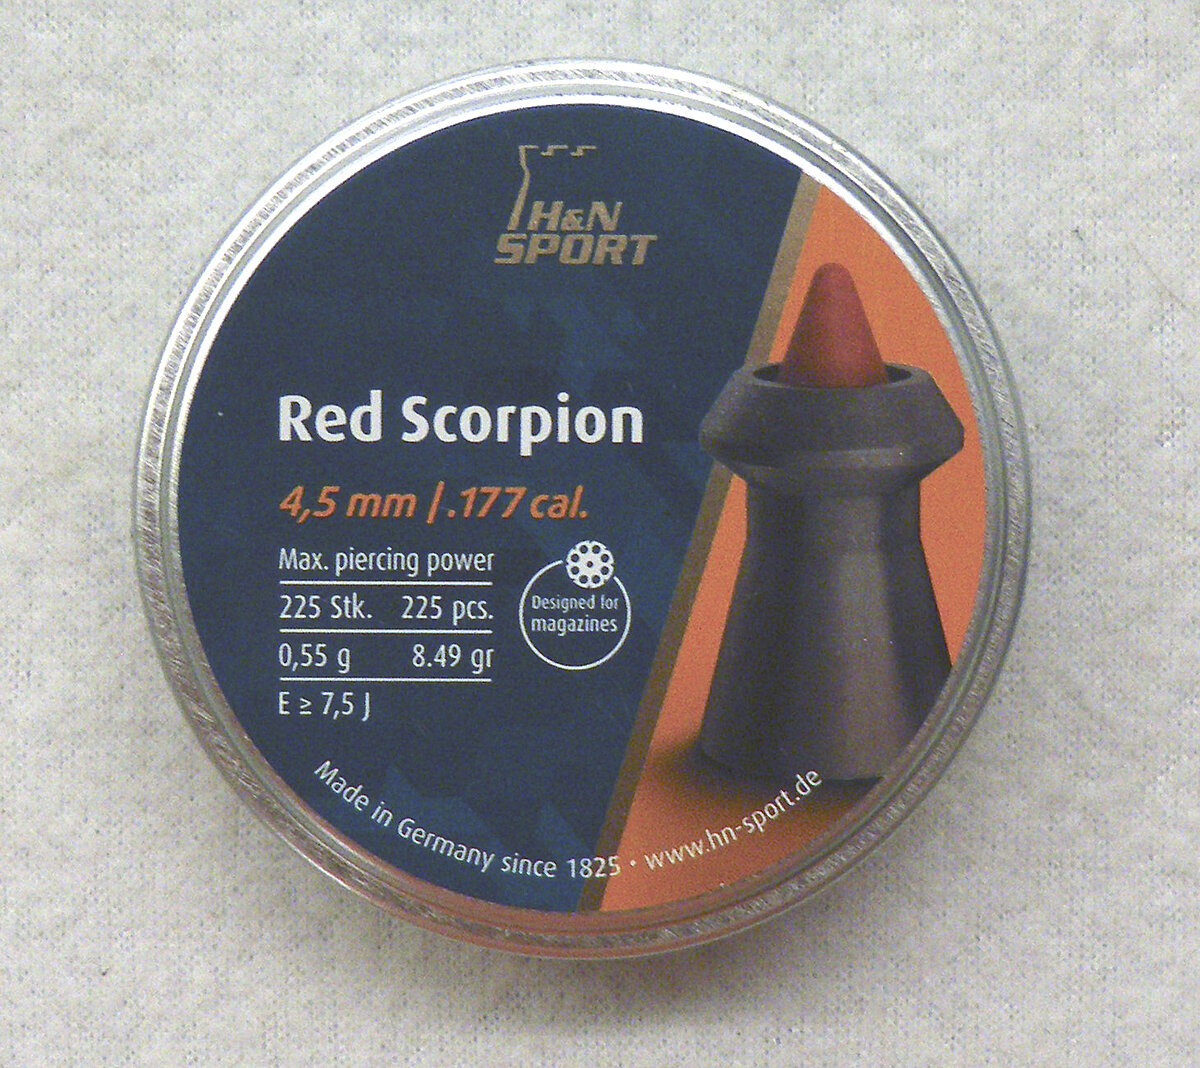 H&N
SPORT
Red Scorpion
4,5 mm / .177 cal.
Max. piercing power
225 Stk. 225 pcs.
0,55 g 8.49 gr
E ≥ 7,5 J
Designed for
magazines
Made in Germany since 1825 · www.hn-sport.de